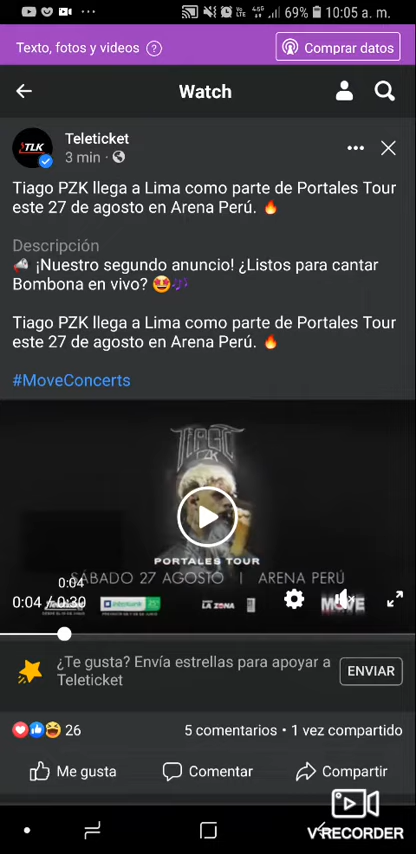 69% 10:05 a. m.
Texto, fotos y videos ?
Comprar datos
Watch
TLK
Teleticket
3 min
Tiago PZK llega a Lima como parte de Portales Tour
este 27 de agosto en Arena Perú. 🔥
Descripción
📣 ¡Nuestro segundo anuncio! ¿Listos para cantar
Bombona en vivo? 🤩🎶
Tiago PZK llega a Lima como parte de Portales Tour
este 27 de agosto en Arena Perú. 🔥
#MoveConcerts
TIAGO
PZK
PORTALES TOUR
SÁBADO 27 AGOSTO | ARENA PERÚ
0:04
0:04 / 0:30
Teleticket
LA ZONA
MOVE
¿Te gusta? Envía estrellas para apoyar a
Teleticket
ENVIAR
26
5 comentarios • 1 vez compartido
Me gusta
Comentar
Compartir
V RECORDER